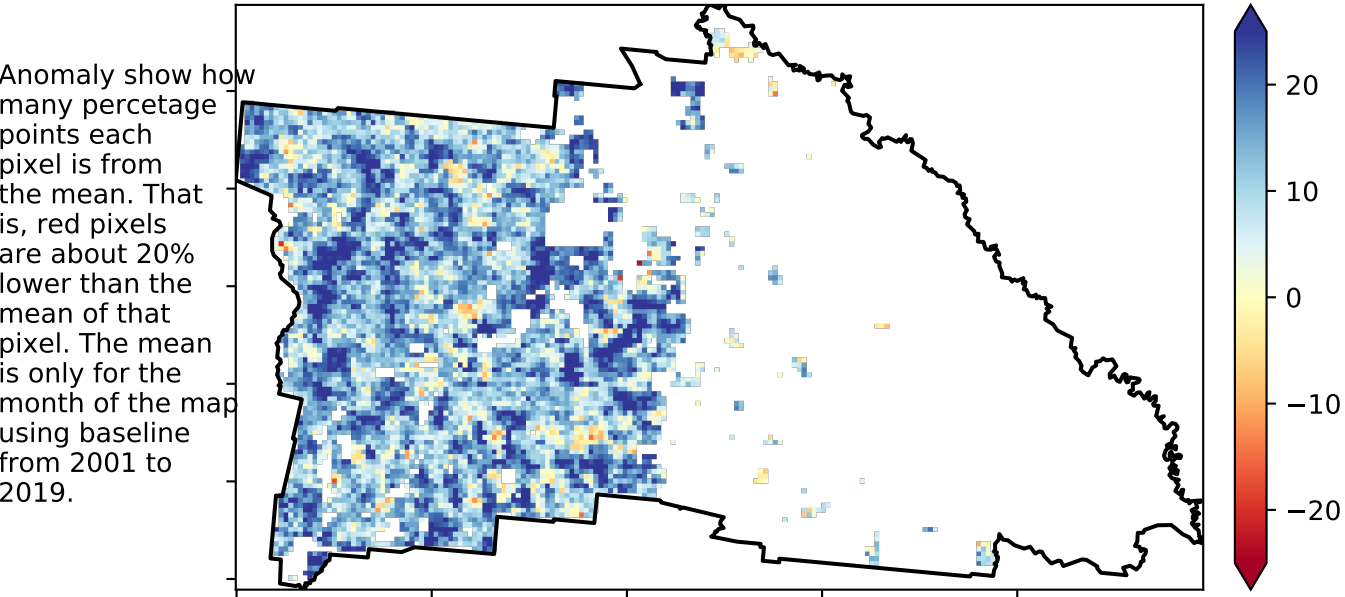 Anomaly show how
many percetage
points each
pixel is from
the mean. That
is, red pixels
are about 20%
lower than the
mean of that
pixel. The mean
is only for the
month of the map
using baseline
from 2001 to
2019.
20
10
0
−10
−20